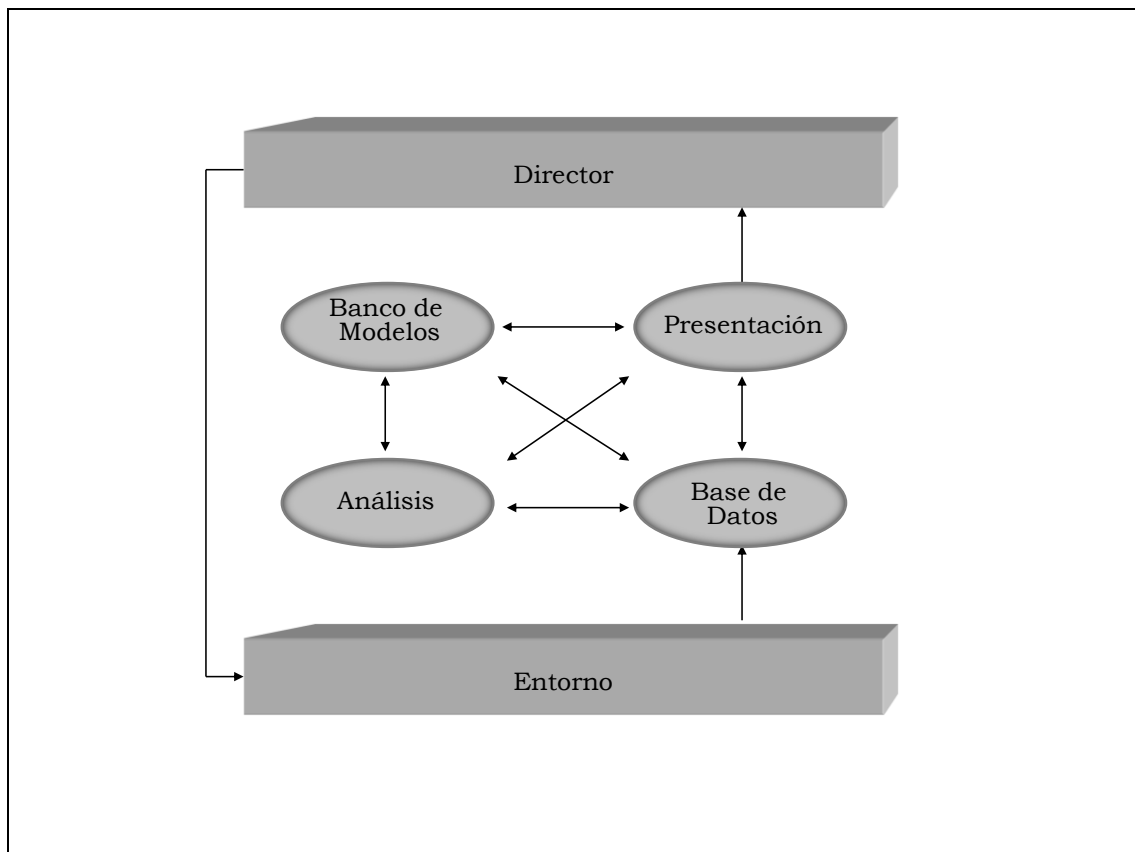 Director
Banco de
Modelos
Presentación
Análisis
Base de
Datos
Entorno